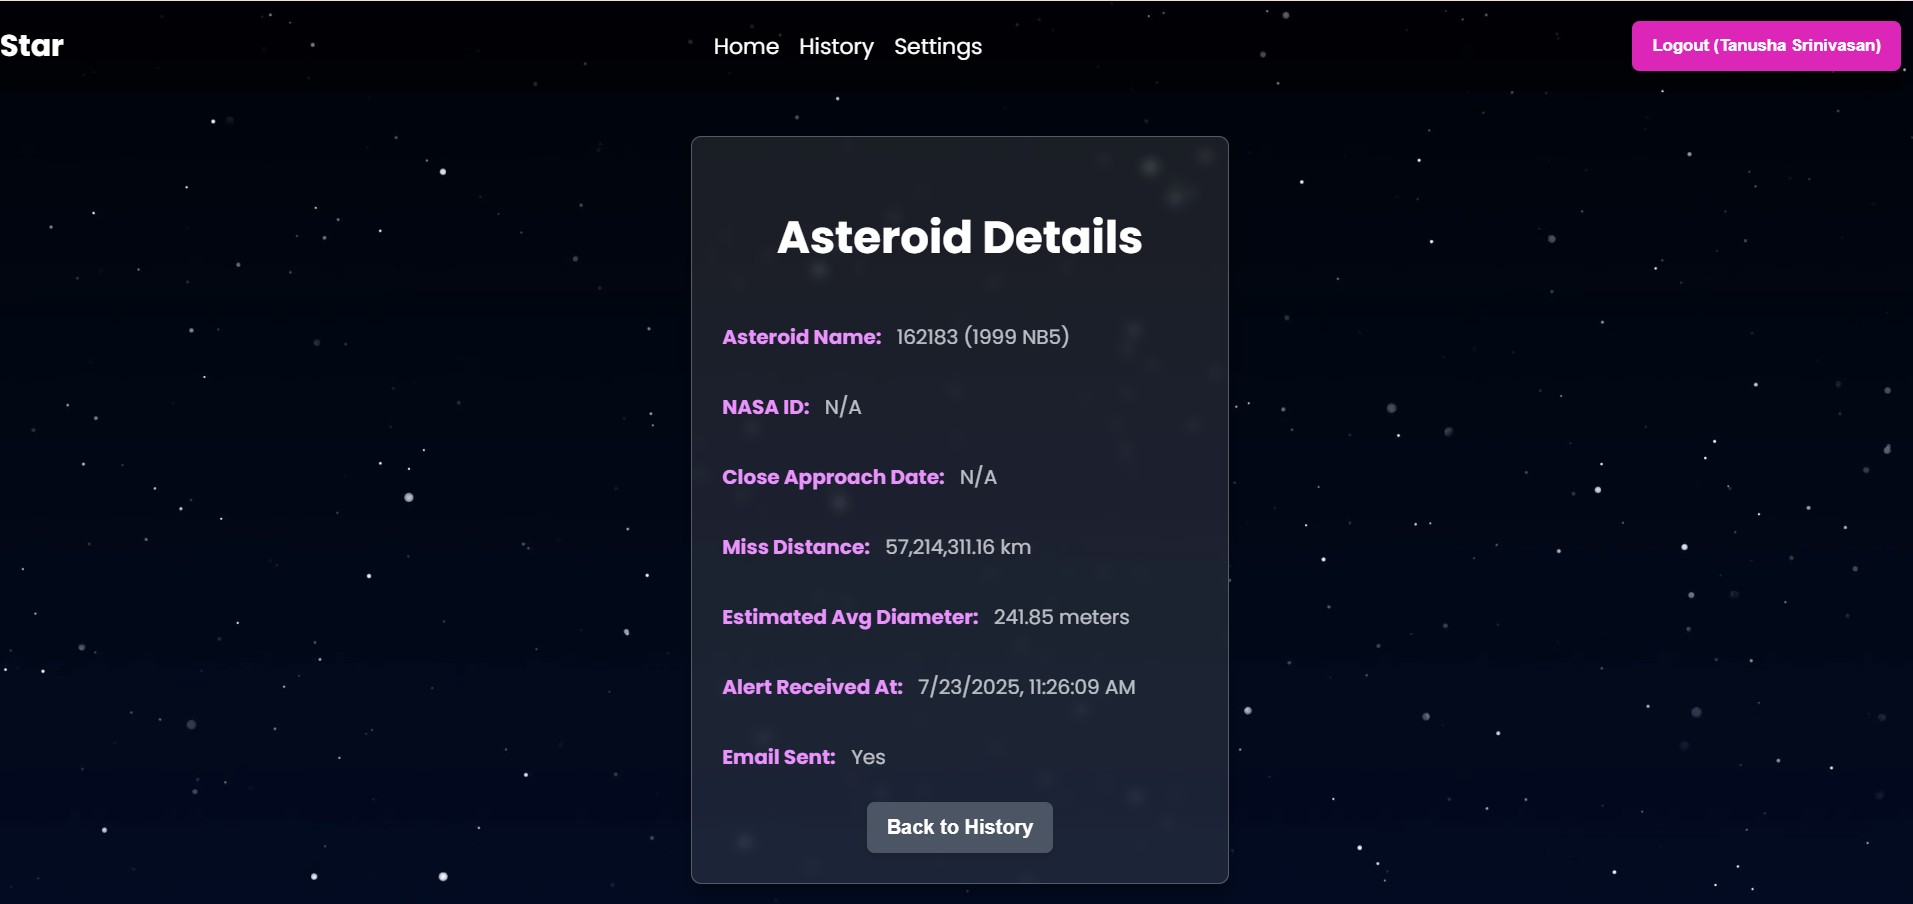 Star
Home History Settings
Logout (Tanusha Srinivasan)
Asteroid Details
Asteroid Name: 162183 (1999 NB5)
NASA ID: N/A
Close Approach Date: N/A
Miss Distance: 57,214,311.16 km
Estimated Avg Diameter: 241.85 meters
Alert Received At: 7/23/2025, 11:26:09 AM
Email Sent: Yes
Back to History